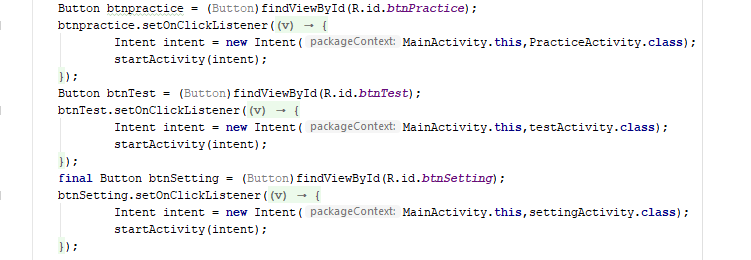 Button btnpractice = (Button)findViewById(R.id.btnPractice);
btnpractice.setOnClickListener((v) → {
Intent intent = new Intent( packageContext: MainActivity.this,PracticeActivity.class);
startActivity(intent);
});
Button btnTest = (Button)findViewById(R.id.btnTest);
btnTest.setOnClickListener((v) → {
Intent intent = new Intent( packageContext: MainActivity.this,testActivity.class);
startActivity(intent);
});
final Button btnSetting = (Button)findViewById(R.id.btnSetting);
btnSetting.setOnClickListener((v) → {
Intent intent = new Intent( packageContext: MainActivity.this,settingActivity.class);
startActivity(intent);
});